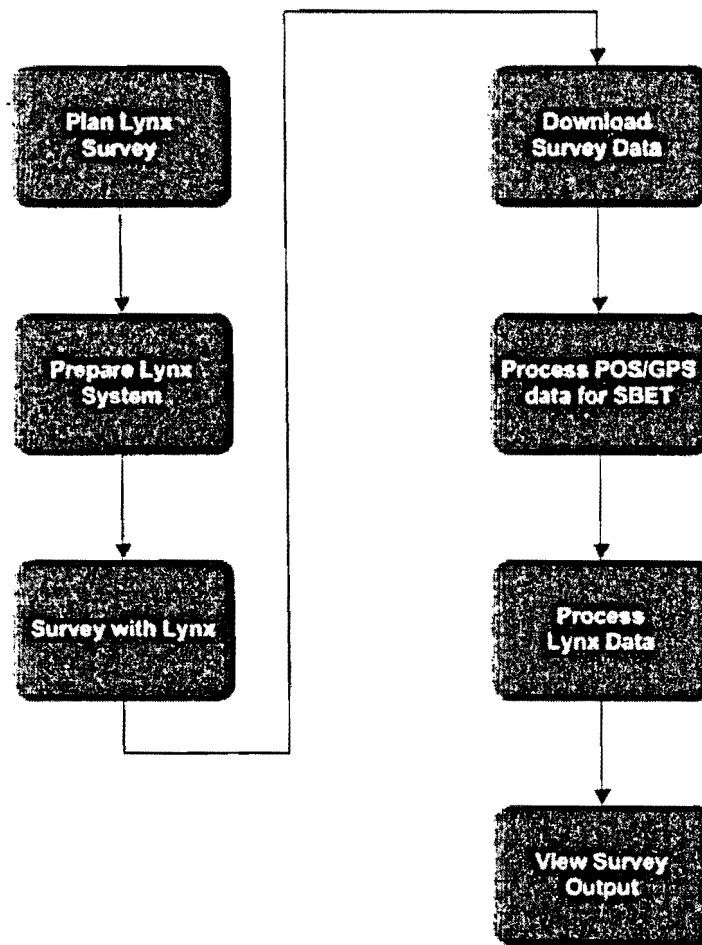 Plan Lynx
Survey
Prepare Lynx
System
Survey with Lynx
Download
Survey Data
Process POS/GPS
data for SBET
Process
Lynx Data
View Survey
Output